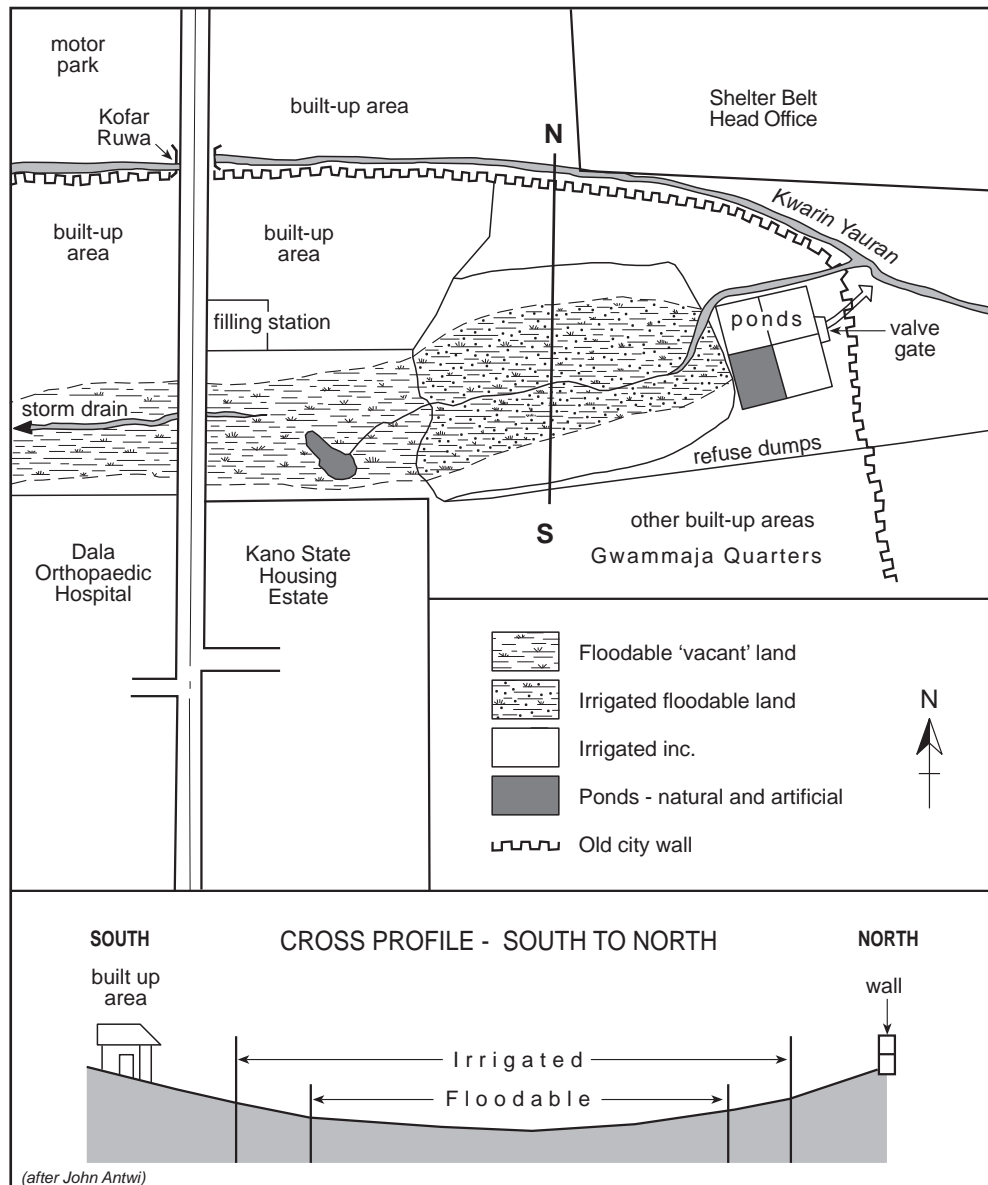 motor
park
Kofar
Ruwa
built-up area
Shelter Belt
Head Office
N
Kwarin Yauran
built-up
area
built-up
area
filling station
ponds
valve
gate
storm drain
refuse dumps
S
other built-up areas
Gwammaja Quarters
Dala
Orthopaedic
Hospital
Kano State
Housing
Estate
Floodable ‘vacant’ land
Irrigated floodable land
Irrigated inc.
Ponds - natural and artificial
Old city wall
N
SOUTH
CROSS PROFILE - SOUTH TO NORTH
NORTH
built up
area
wall
Irrigated
Floodable
(after John Antwi)